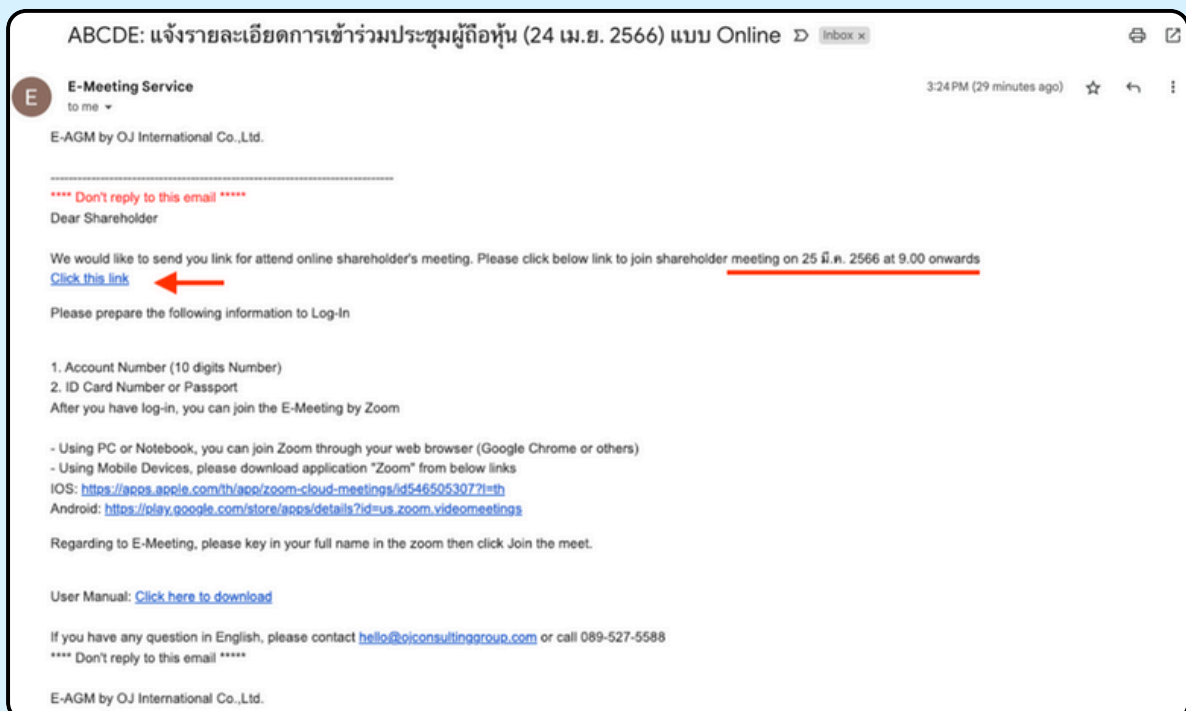 ABCDE: แจ้งรายละเอียดการเข้าร่วมประชุมผู้ถือหุ้น (24 เม.ย. 2566) แบบ Online Inbox x
E
E-Meeting Service
3:24 PM (29 minutes ago)
to me
E-AGM by OJ International Co.,Ltd.
--------------------------------------------------------------------------------
**** Don't reply to this email *****
Dear Shareholder
We would like to send you link for attend online shareholder's meeting. Please click below link to join shareholder meeting on 25 มี.ค. 2566 at 9.00 onwards
Click this link
Please prepare the following information to Log-In
1. Account Number (10 digits Number)
2. ID Card Number or Passport
After you have log-in, you can join the E-Meeting by Zoom
- Using PC or Notebook, you can join Zoom through your web browser (Google Chrome or others)
- Using Mobile Devices, please download application "Zoom" from below links
IOS: https://apps.apple.com/th/app/zoom-cloud-meetings/id546505307?l=th
Android: https://play.google.com/store/apps/details?id=us.zoom.videomeetings
Regarding to E-Meeting, please key in your full name in the zoom then click Join the meet.
User Manual: Click here to download
If you have any question in English, please contact hello@ojconsultinggroup.com or call 089-527-5588
**** Don't reply to this email *****
E-AGM by OJ International Co.,Ltd.